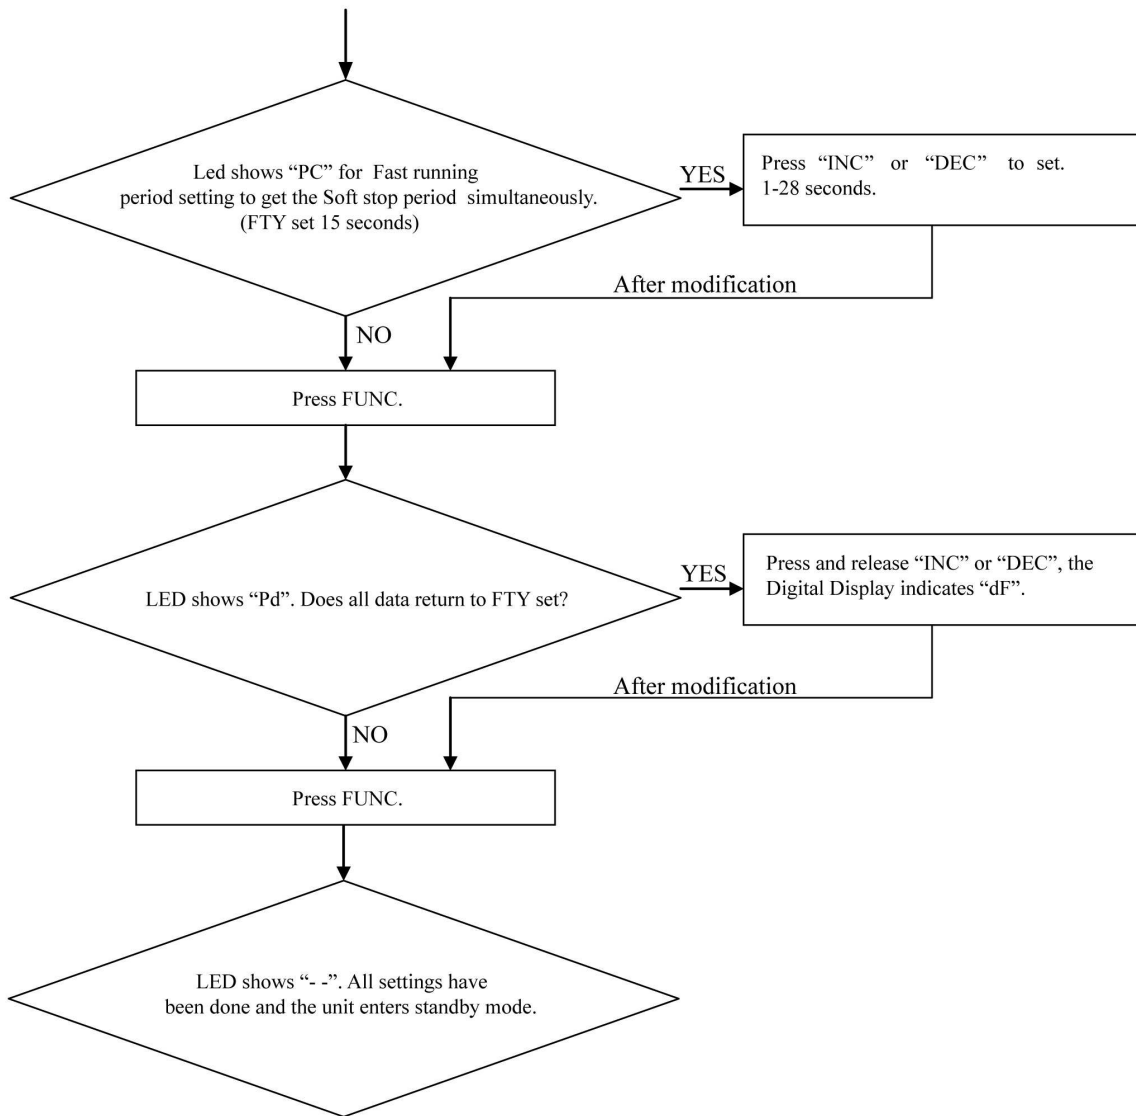 Led shows “PC” for Fast running
period setting to get the Soft stop period simultaneously.
(FTY set 15 seconds)
YES
Press “INC” or “DEC” to set.
1-28 seconds.
After modification
NO
Press FUNC.
LED shows “Pd”. Does all data return to FTY set?
YES
Press and release “INC” or “DEC”, the
Digital Display indicates “dF”.
After modification
NO
Press FUNC.
LED shows “- -”. All settings have
been done and the unit enters standby mode.